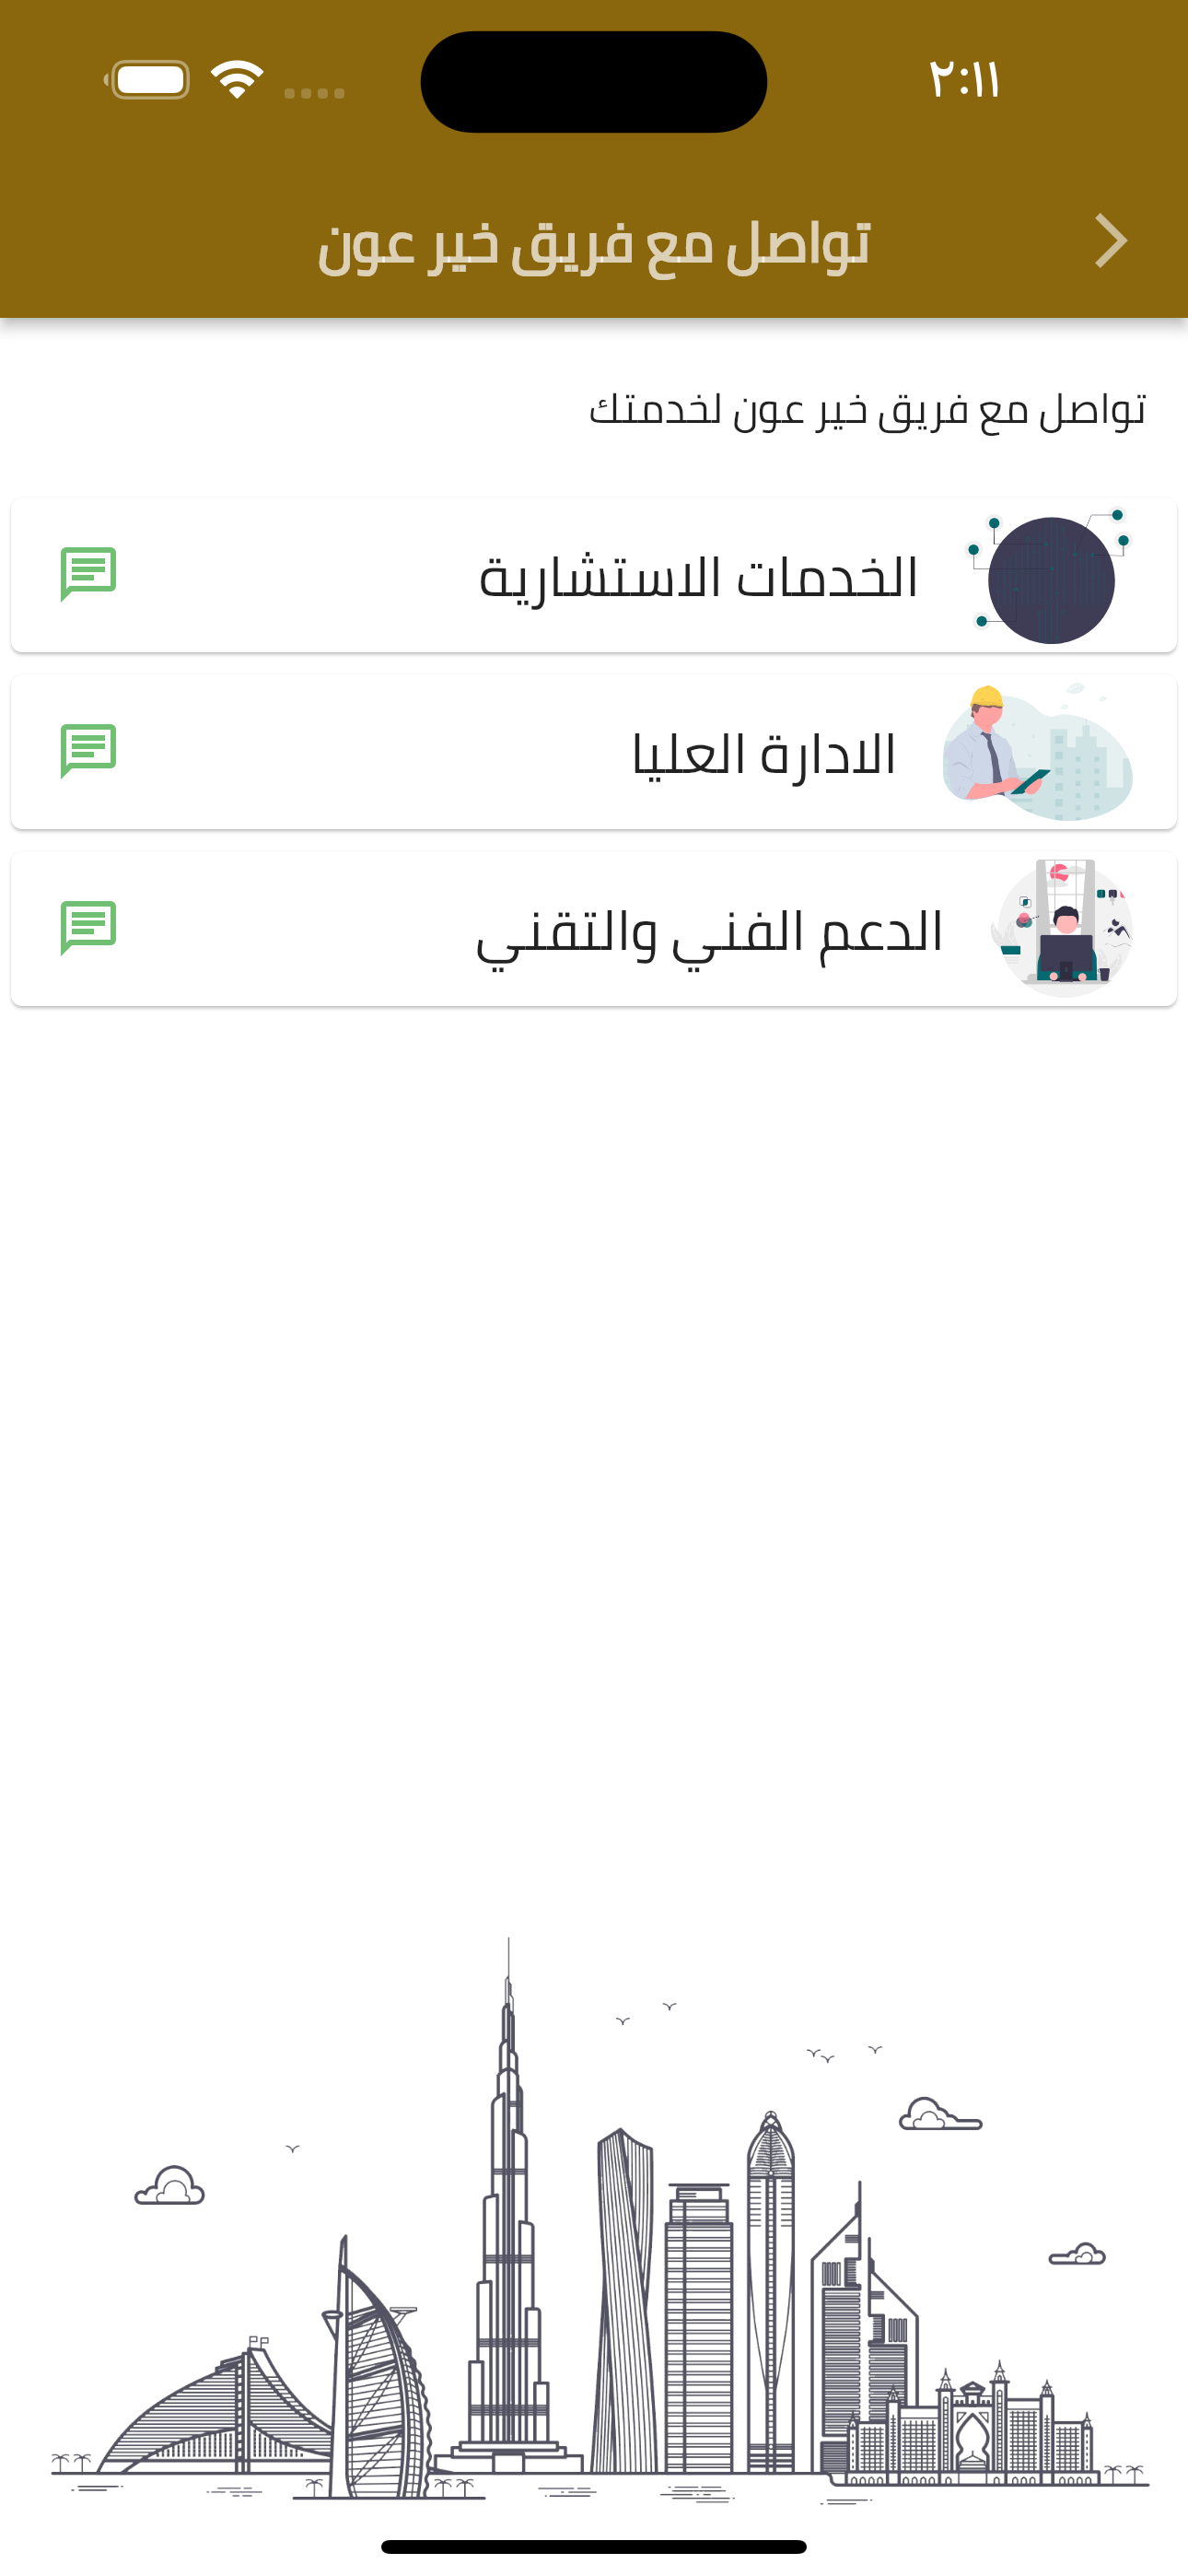 ٢:١١
تواصل مع فريق خير عون
تواصل مع فريق خير عون لخدمتك
الخدمات الاستشارية
الادارة العليا
الدعم الفني والتقني